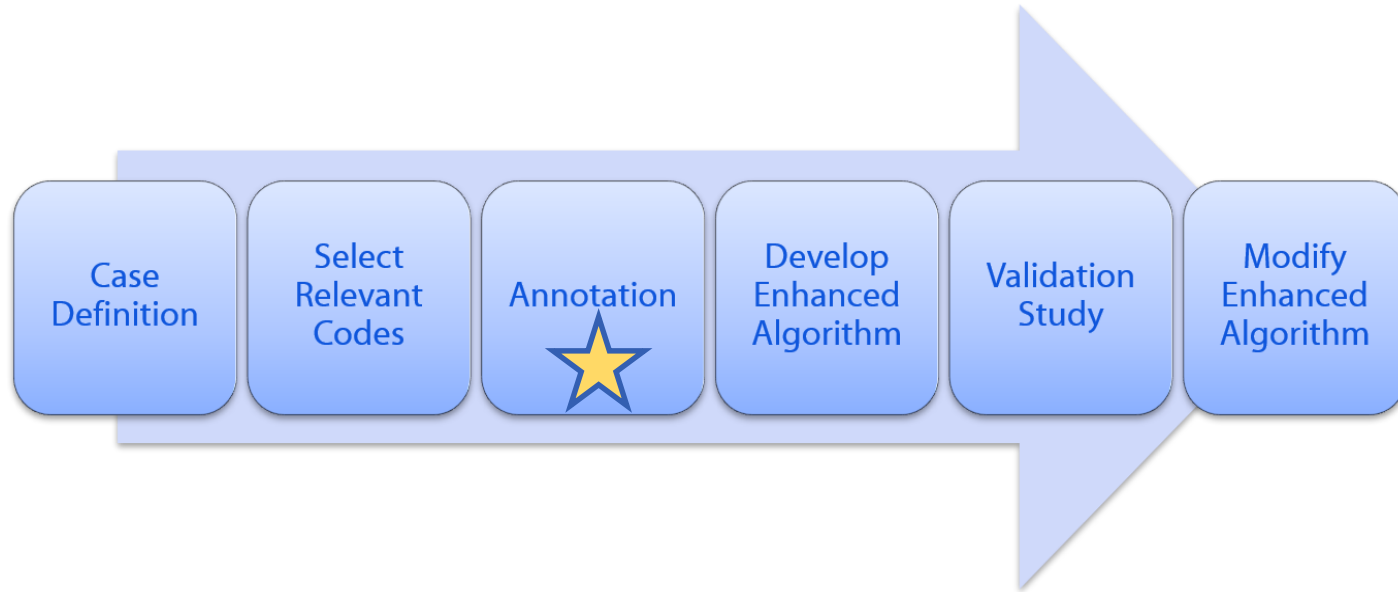 Case
Definition
Select
Relevant
Codes
Annotation
Develop
Enhanced
Algorithm
Validation
Study
Modify
Enhanced
Algorithm